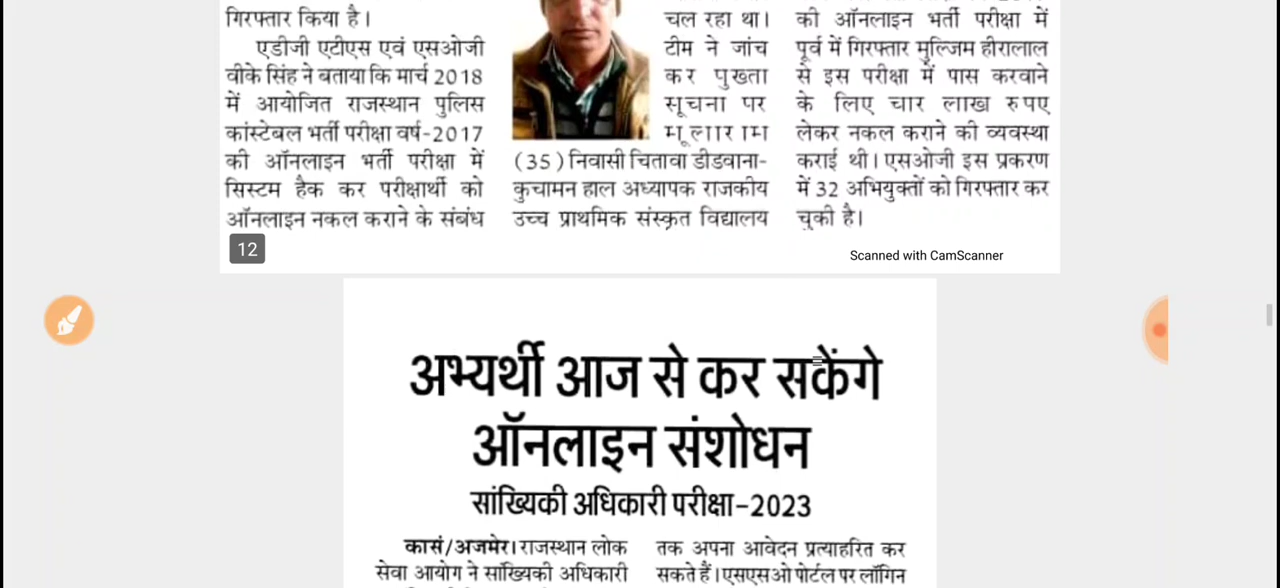 गिरफ्तार किया है।
एडीजी एटीएस एवं एसओजी
वीके सिंह ने बताया कि मार्च 2018
में आयोजित राजस्थान पुलिस
कांस्टेबल भर्ती परीक्षा वर्ष-2017
की ऑनलाइन भर्ती परीक्षा में
सिस्टम हैक कर परीक्षार्थी को
ऑनलाइन नकल कराने के संबंध
चल रहा था।
टीम ने जांच
कर पुख्ता
सूचना पर
मूलाराम
(35) निवासी चितावा डीडवाना-
कुचामन हाल अध्यापक राजकीय
उच्च प्राथमिक संस्कृत विद्यालय
की ऑनलाइन भर्ती परीक्षा में
पूर्व में गिरफ्तार मुल्जिम हीरालाल
से इस परीक्षा में पास करवाने
के लिए चार लाख रुपए
लेकर नकल कराने की व्यवस्था
कराई थी। एसओजी इस प्रकरण
में 32 अभियुक्तों को गिरफ्तार कर
चुकी है।
12
Scanned with CamScanner
अभ्यर्थी आज से कर सकेंगे
ऑनलाइन संशोधन
सांख्यिकी अधिकारी परीक्षा-2023
कासं/अजमेर। राजस्थान लोक
सेवा आयोग ने सांख्यिकी अधिकारी
तक अपना आवेदन प्रत्याहरित कर
सकते हैं। एसएसओ पोर्टल पर लॉगिन